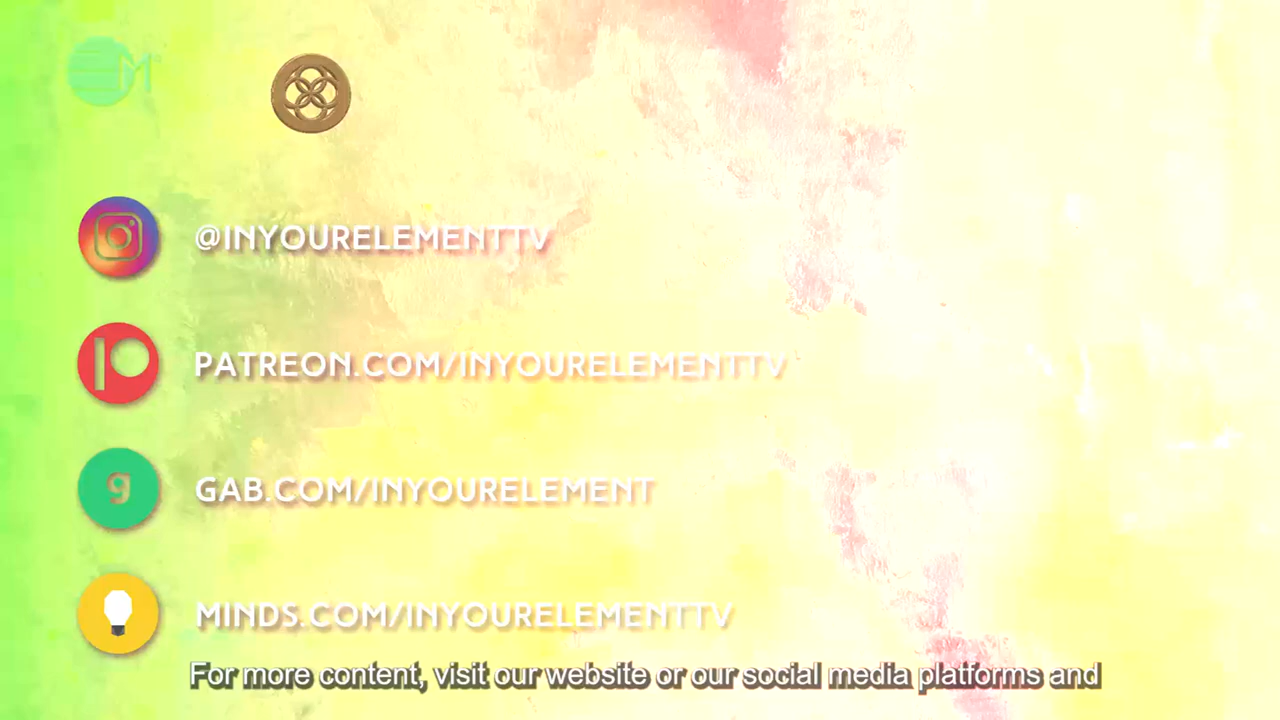 M
@INYOURELEMENTTV
PATREON.COM/INYOURELEMENTTV
g
GAB.COM/INYOURELEMENT
MINDS.COM/INYOURELEMENTTV
For more content, visit our website or our social media platforms and